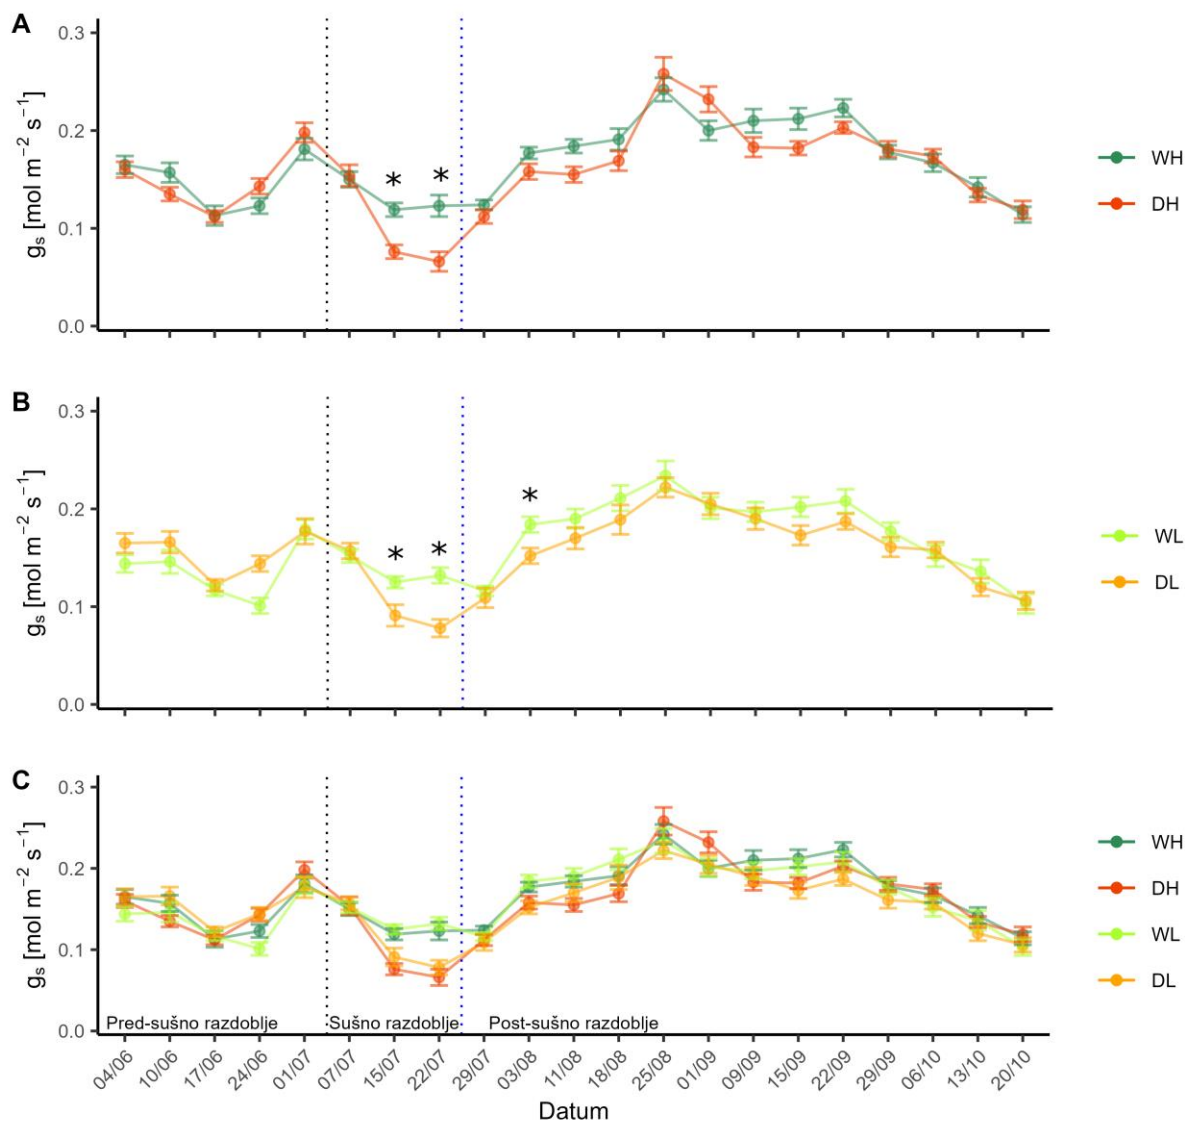 A
0.3
0.2
0.1
0.0
gs [mol m−2 s−1]
* *
WH
DH
B
0.3
0.2
0.1
0.0
gs [mol m−2 s−1]
* * *
WL
DL
C
0.3
0.2
0.1
0.0
gs [mol m−2 s−1]
WH
DH
WL
DL
Pred-sušno razdoblje Sušno razdoblje Post-sušno razdoblje
04/06 10/06 17/06 24/06 01/07 07/07 15/07 22/07 29/07 03/08 11/08 18/08 25/08 01/09 09/09 15/09 22/09 29/09 06/10 13/10 20/10
Datum